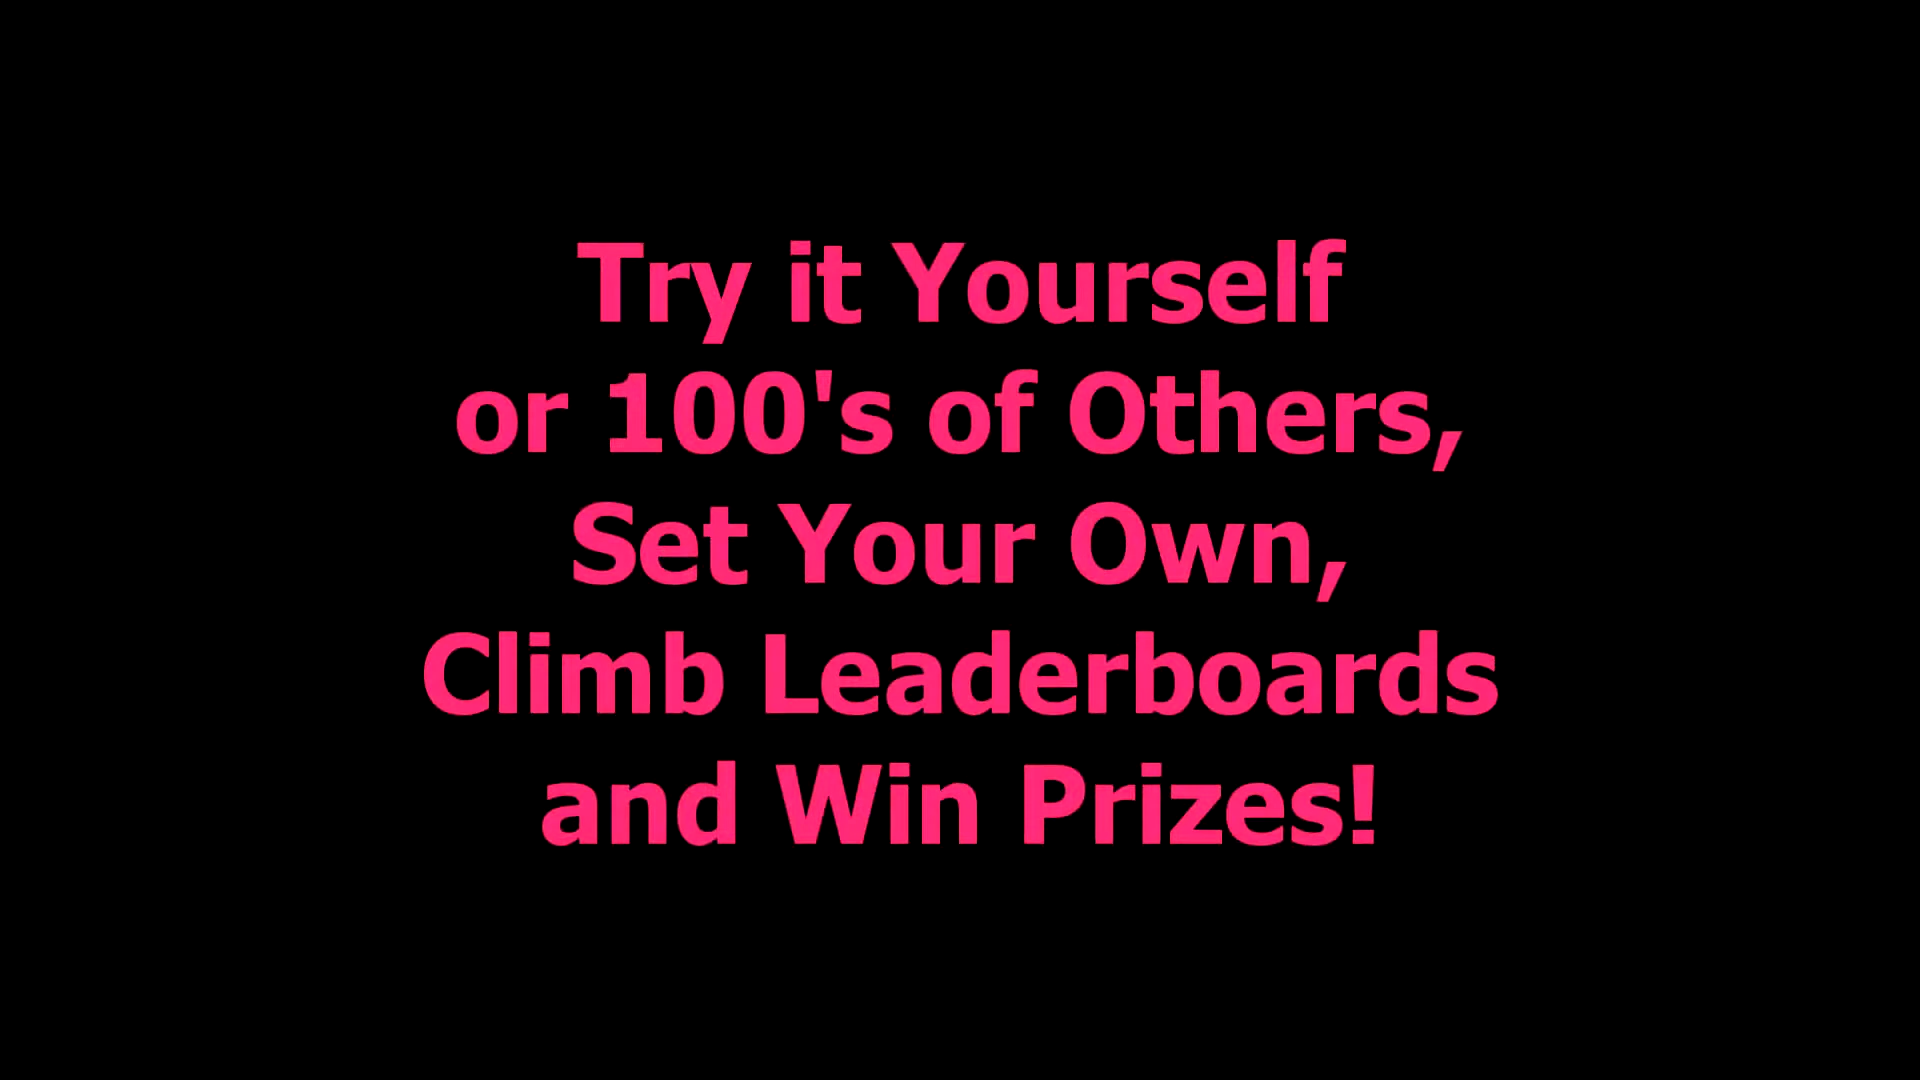 Try it Yourself
or 100's of Others,
Set Your Own,
Climb Leaderboards
and Win Prizes!